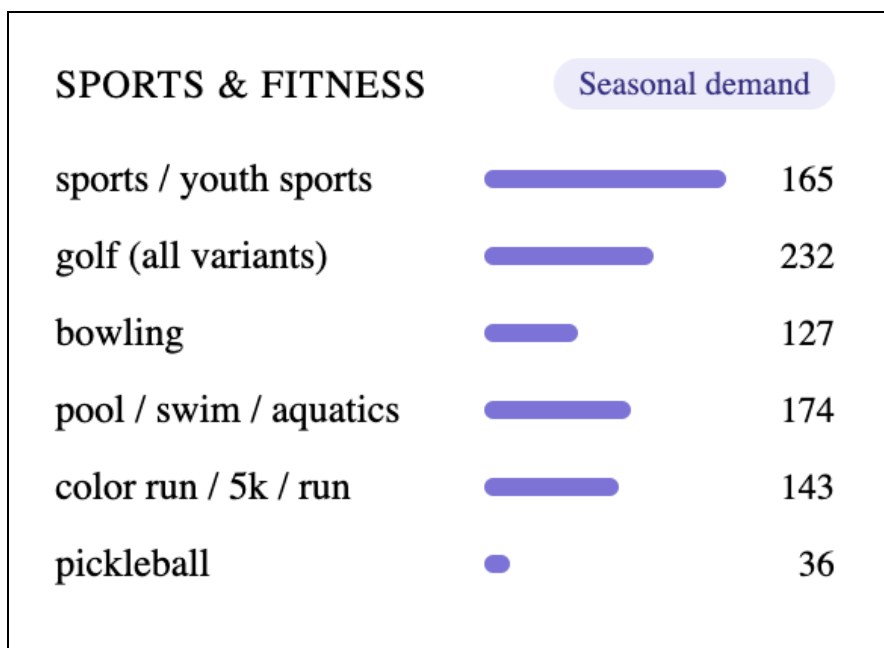 SPORTS & FITNESS Seasonal demand
sports / youth sports 165
golf (all variants) 232
bowling 127
pool / swim / aquatics 174
color run / 5k / run 143
pickleball 36